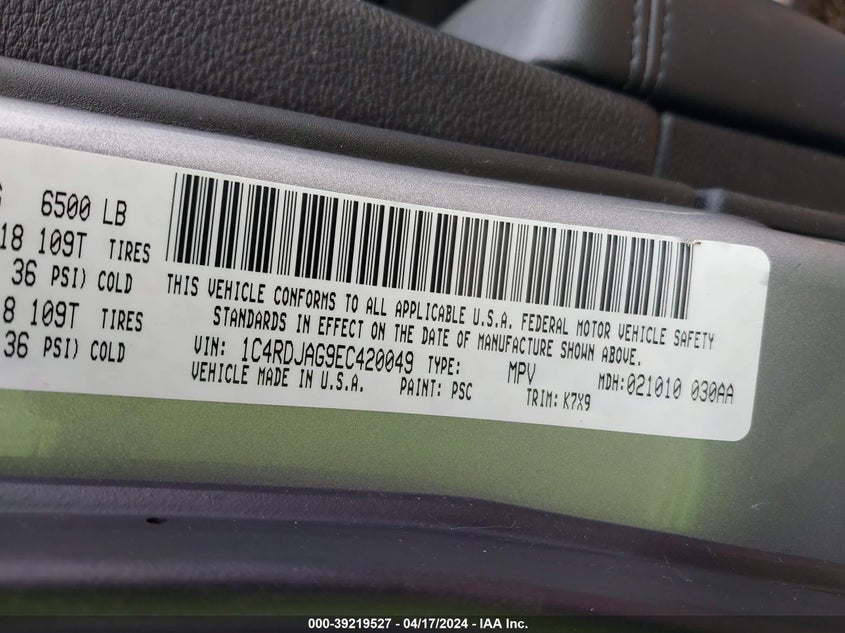 6500 LB
18 109T TIRES
36 PSI) COLD
8 109T TIRES
36 PSI) COLD
THIS VEHICLE CONFORMS TO ALL APPLICABLE U.S.A. FEDERAL MOTOR VEHICLE SAFETY
STANDARDS IN EFFECT ON THE DATE OF MANUFACTURE SHOWN ABOVE.
VIN: 1C4RDJAG9EC420049 TYPE: MPV MDH:021010 030AA
VEHICLE MADE IN U.S.A. PAINT: PSC TRIM: K7X9
000-39219527 - 04/17/2024 - IAA Inc.